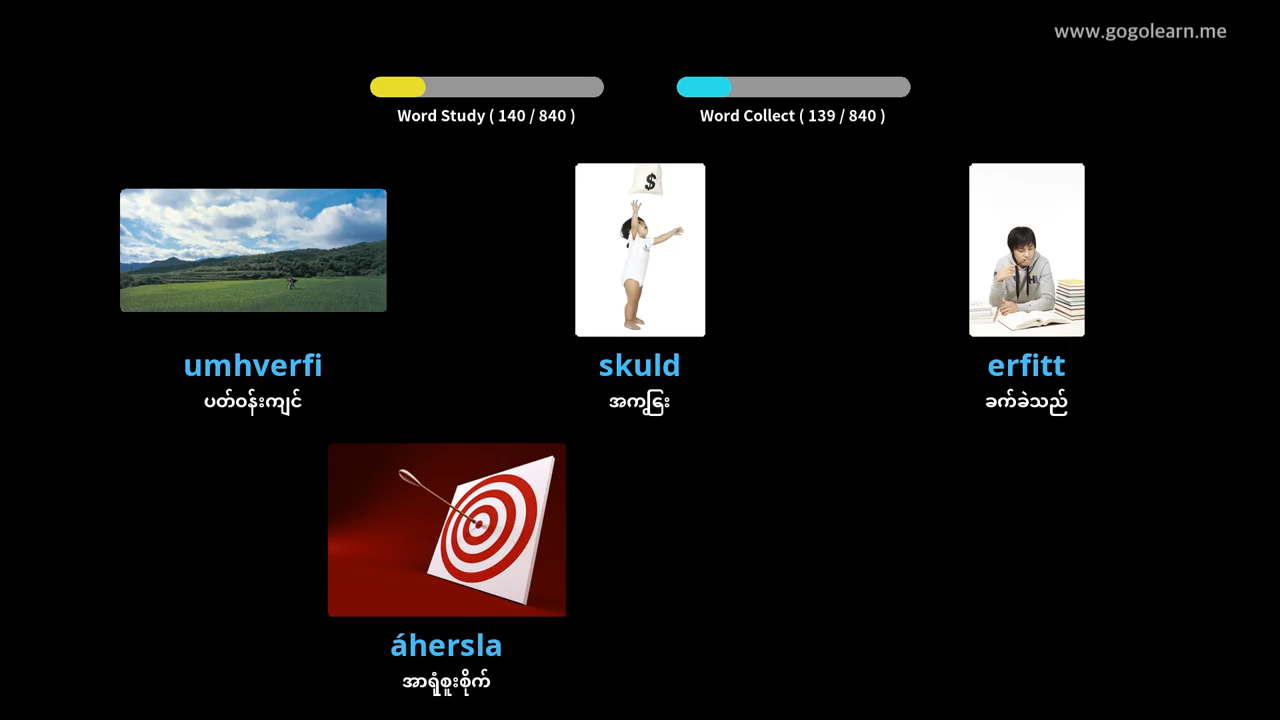 www.gogolearn.me
Word Study ( 140 / 840 )
Word Collect ( 139 / 840 )
$
umhverfi
ပတ်ဝန်းကျင်
skuld
အကြွေး
erfitt
ခက်ခဲသည်
áhersla
အာရုံစူးစိုက်